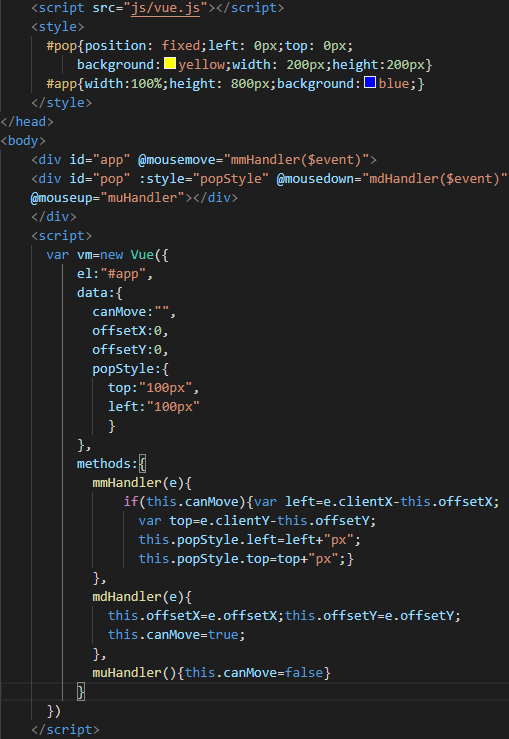 <script src="js/vue.js"></script>
<style>
#pop{position: fixed;left: 0px;top: 0px;
background:yellow;width: 200px;height:200px}
#app{width:100%;height: 800px;background:blue;}
</style>
</head>
<body>
<div id="app" @mousemove="mmHandler($event)">
<div id="pop" :style="popStyle" @mousedown="mdHandler($event)"
@mouseup="muHandler"></div>
</div>
<script>
var vm=new Vue({
el:"#app",
data:{
canMove:"",
offsetX:0,
offsetY:0,
popStyle:{
top:"100px",
left:"100px"
}
},
methods:{
mmHandler(e){
if(this.canMove){var left=e.clientX-this.offsetX;
var top=e.clientY-this.offsetY;
this.popStyle.left=left+"px";
this.popStyle.top=top+"px";}
},
mdHandler(e){
this.offsetX=e.offsetX;this.offsetY=e.offsetY;
this.canMove=true;
},
muHandler(){this.canMove=false}
}
})
</script>